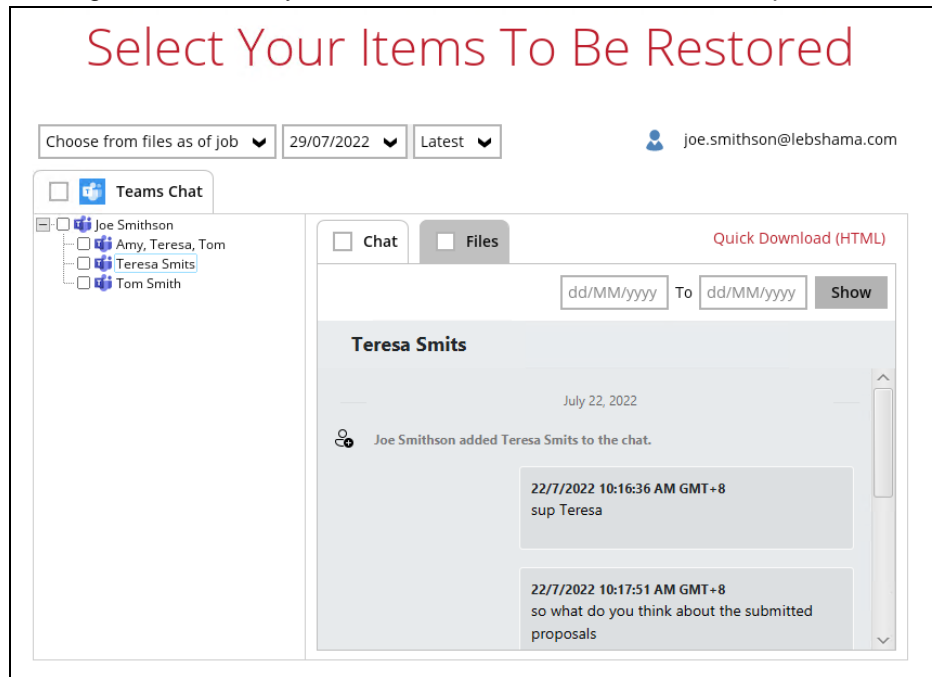 Select Your Items To Be Restored
Choose from files as of job 29/07/2022 Latest joe.smithson@lebshama.com
Teams Chat
Joe Smithson
Amy, Teresa, Tom
Teresa Smits
Tom Smith
Chat Files Quick Download (HTML)
dd/MM/yyyy To dd/MM/yyyy Show
Teresa Smits
July 22, 2022
Joe Smithson added Teresa Smits to the chat.
22/7/2022 10:16:36 AM GMT+8
sup Teresa
22/7/2022 10:17:51 AM GMT+8
so what do you think about the submitted
proposals